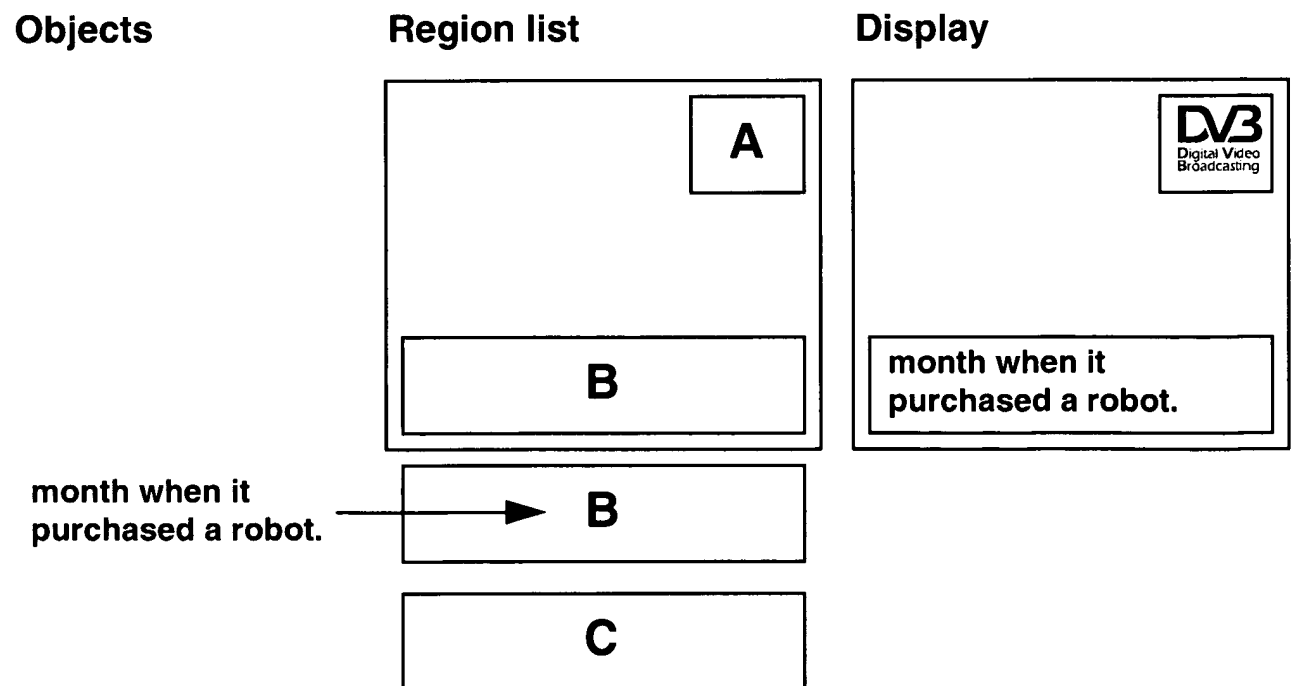 Objects
Region list
Display
A
DVB
Digital Video
Broadcasting
B
month when it
purchased a robot.
month when it
purchased a robot.
B
C